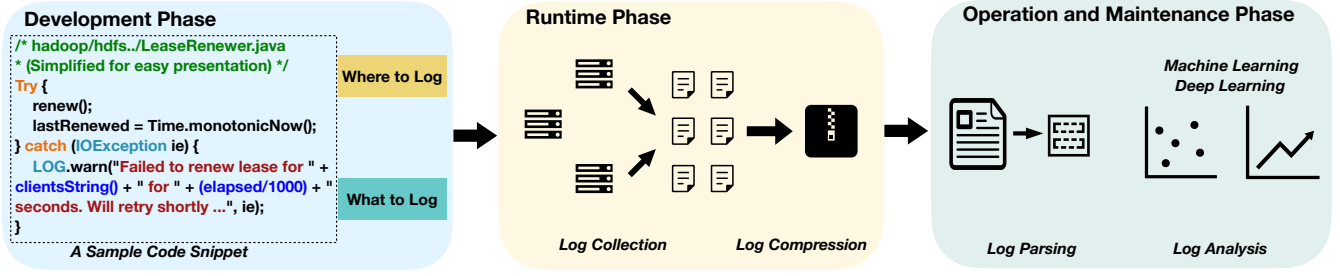 Development Phase
/* hadoop/hdfs../LeaseRenewer.java
* (Simplified for easy presentation) */
Try {
renew();
lastRenewed = Time.monotonicNow();
} catch (IOException ie) {
LOG.warn("Failed to renew lease for " +
clientsString() + " for " + (elapsed/1000) + "
seconds. Will retry shortly ...", ie);
}
A Sample Code Snippet
Where to Log
What to Log
Runtime Phase
Log Collection
Log Compression
Operation and Maintenance Phase
Machine Learning
Deep Learning
Log Parsing
Log Analysis